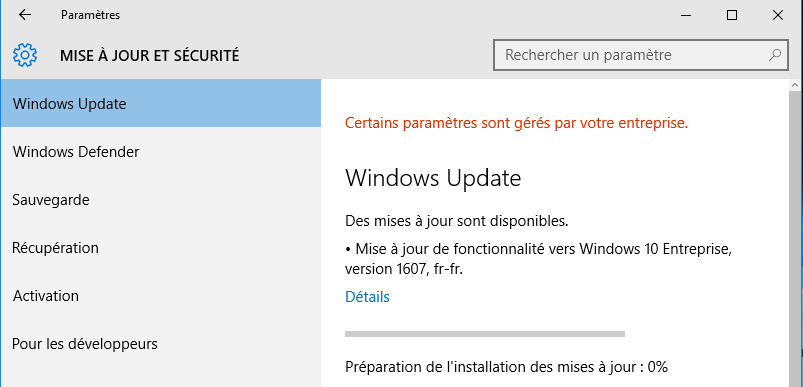 Paramètres
MISE À JOUR ET SÉCURITÉ
Rechercher un paramètre
Windows Update
Windows Defender
Sauvegarde
Récupération
Activation
Pour les développeurs
Certains paramètres sont gérés par votre entreprise.
Windows Update
Des mises à jour sont disponibles.
• Mise à jour de fonctionnalité vers Windows 10 Entreprise,
version 1607, fr-fr.
Détails
Préparation de l'installation des mises à jour : 0%